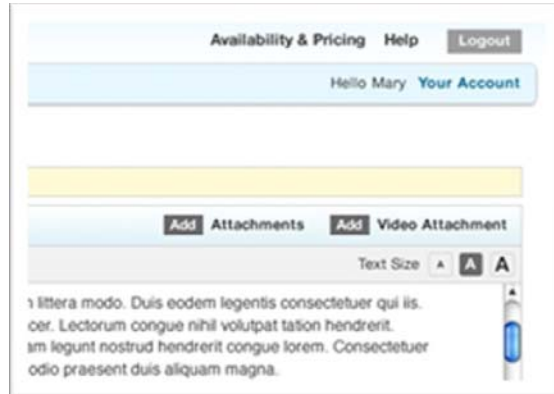 Availability & Pricing Help Logout
Hello Mary Your Account
Add Attachments Add Video Attachment
Text Size A A A
littera modo. Duis eodem legentis consectetuer qui iis.
cer. Lectorum congue nihil volutpat tation hendrerit.
am legunt nostrud hendrerit congue lorem. Consectetuer
odio praesent duis aliquam magna.